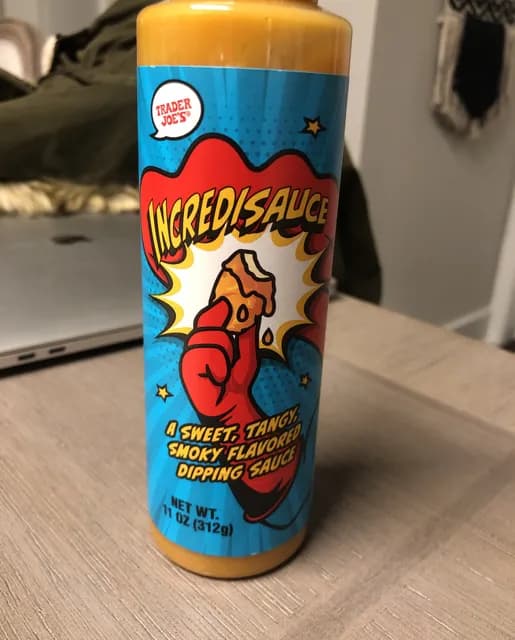 TRADER
JOE'S®
INCREDISAUCE
A SWEET, TANGY,
SMOKY FLAVORED
DIPPING SAUCE
NET WT.
11 OZ (312g)